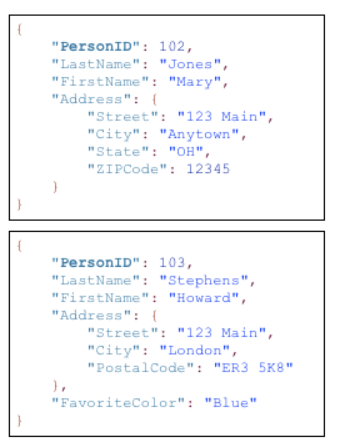 {
"PersonID": 102,
"LastName": "Jones",
"FirstName": "Mary",
"Address": {
"Street": "123 Main",
"City": "Anytown",
"State": "OH",
"ZIPCode": 12345
}
}
{
"PersonID": 103,
"LastName": "Stephens",
"FirstName": "Howard",
"Address": {
"Street": "123 Main",
"City": "London",
"PostalCode": "ER3 5K8"
},
"FavoriteColor": "Blue"
}